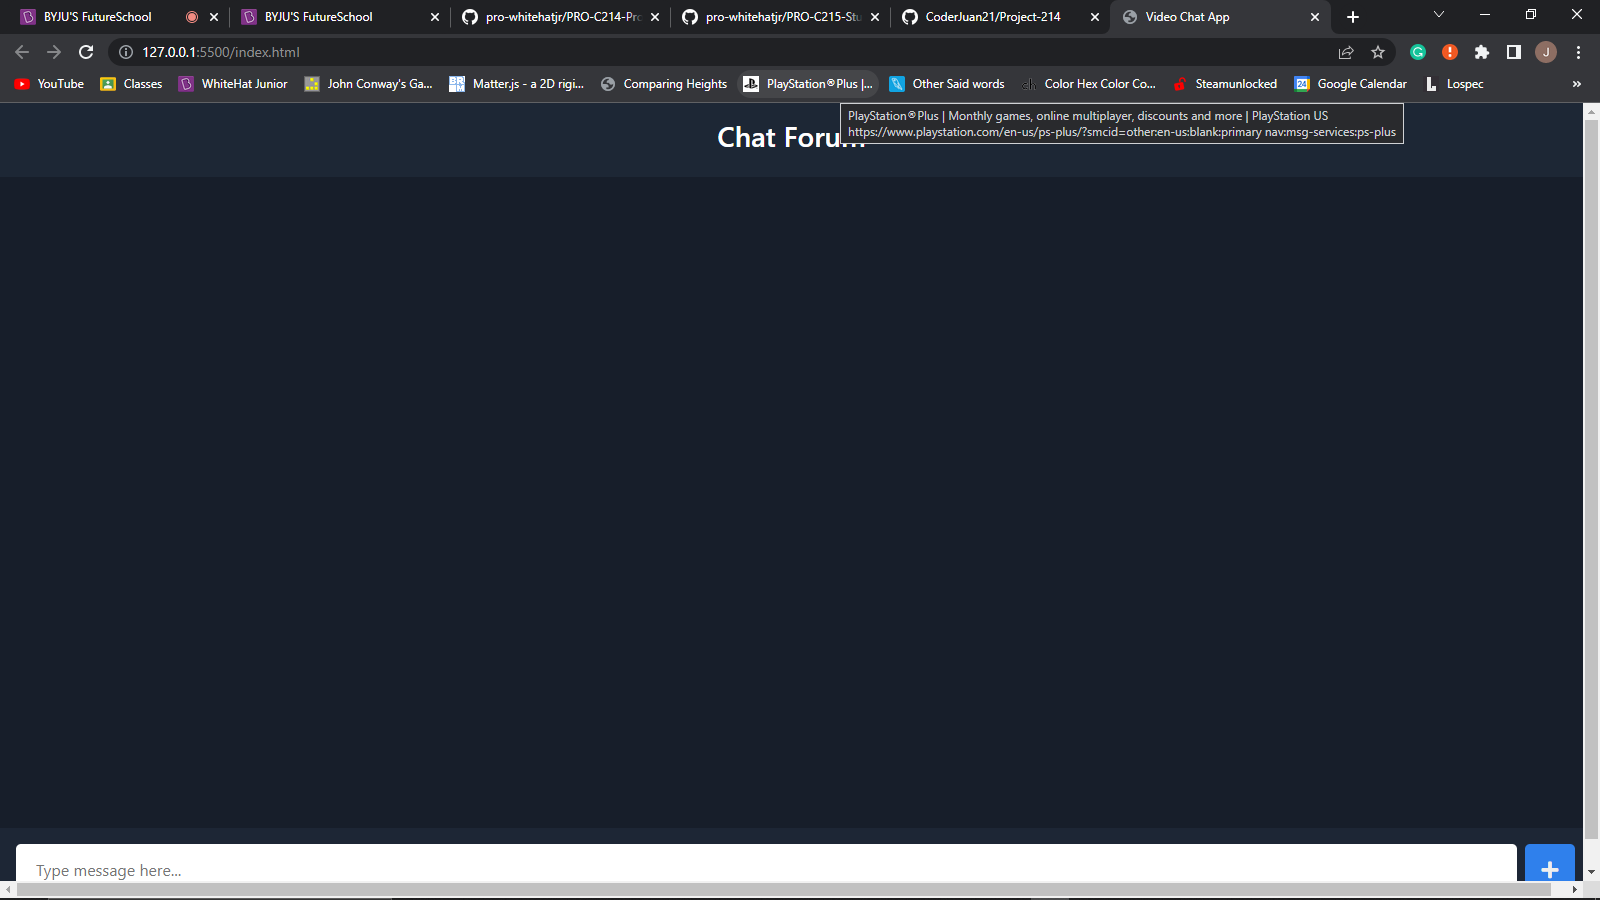 BYJU'S FutureSchool
BYJU'S FutureSchool
pro-whitehatjr/PRO-C214-Pro
pro-whitehatjr/PRO-C215-Stu
CoderJuan21/Project-214
Video Chat App
127.0.0.1:5500/index.html
J
YouTube
Classes
WhiteHat Junior
John Conway's Ga...
Matter.js - a 2D rigi...
Comparing Heights
PlayStation®Plus |...
Other Said words
ch
Color Hex Color Co...
Steamunlocked
24
Google Calendar
Lospec
»
PlayStation®Plus | Monthly games, online multiplayer, discounts and more | PlayStation US
https://www.playstation.com/en-us/ps-plus/?smcid=other:en-us:blank:primary nav:msg-services:ps-plus
Chat Forum
Type message here...